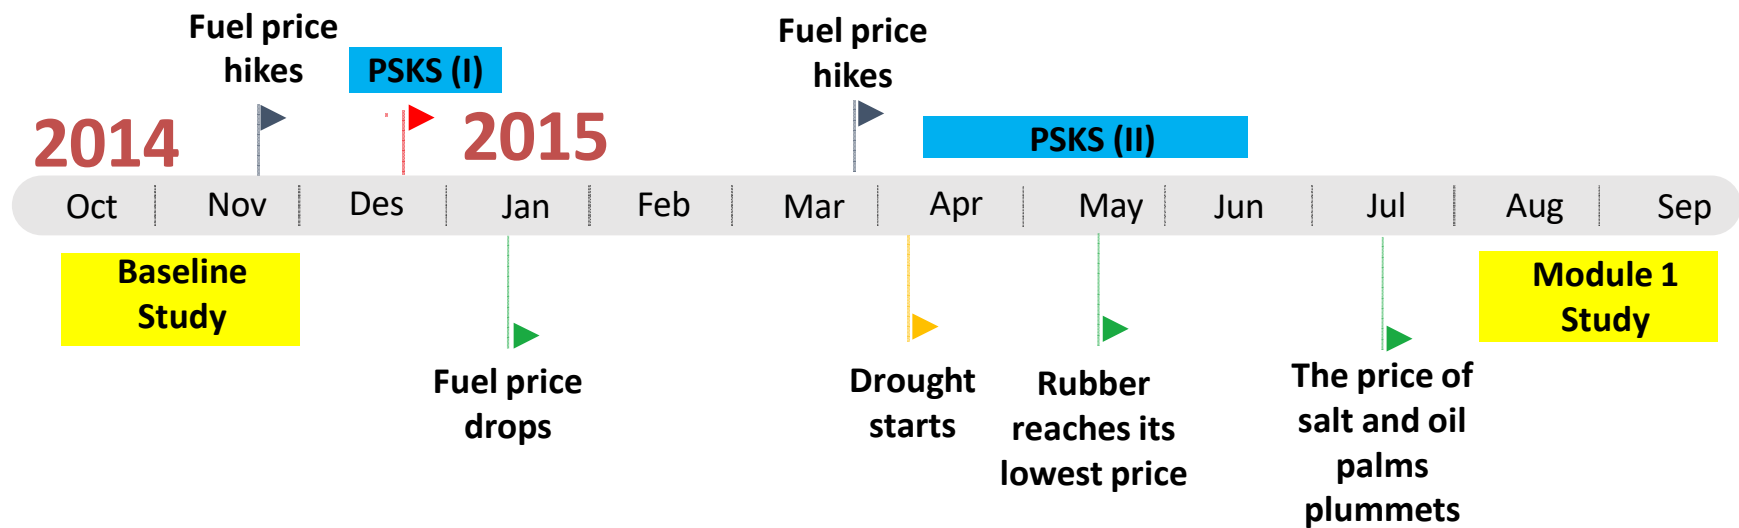 Fuel price
hikes
PSKS (I)
Fuel price
hikes
2014
2015
PSKS (II)
Oct
Nov
Des
Jan
Feb
Mar
Apr
May
Jun
Jul
Aug
Sep
Baseline
Study
Module 1
Study
Fuel price
drops
Drought
starts
Rubber
reaches its
lowest price
The price of
salt and oil
palms
plummets